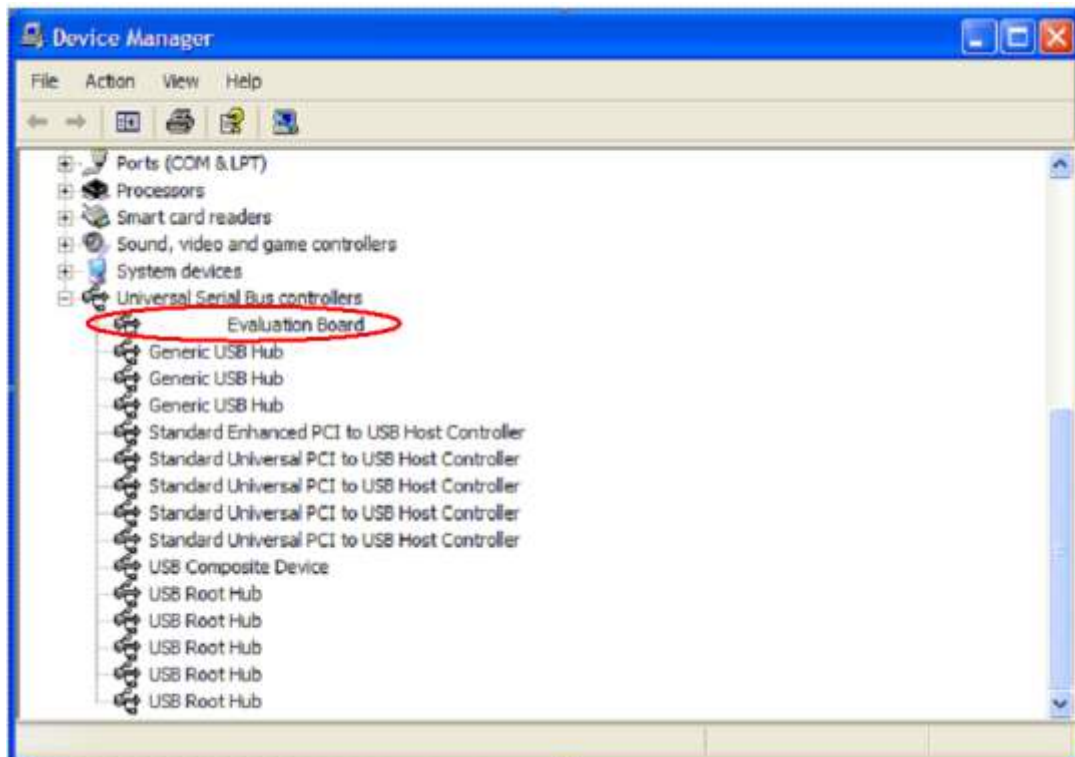 Device Manager
File Action View Help
Ports (COM & LPT)
Processors
Smart card readers
Sound, video and game controllers
System devices
Universal Serial Bus controllers
Evaluation Board
Generic USB Hub
Generic USB Hub
Generic USB Hub
Standard Enhanced PCI to USB Host Controller
Standard Universal PCI to USB Host Controller
Standard Universal PCI to USB Host Controller
Standard Universal PCI to USB Host Controller
Standard Universal PCI to USB Host Controller
USB Composite Device
USB Root Hub
USB Root Hub
USB Root Hub
USB Root Hub
USB Root Hub